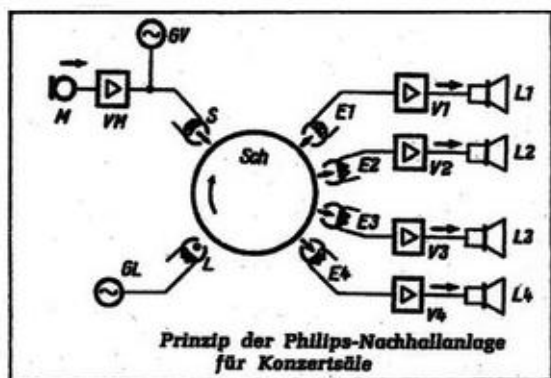 GV
M
VM
S
E1
V1
L1
Sch
E2
V2
L2
E3
V3
L3
GL
L
E4
V4
L4
Prinzip der Philips-Nachhallanlage
für Konzertsäle